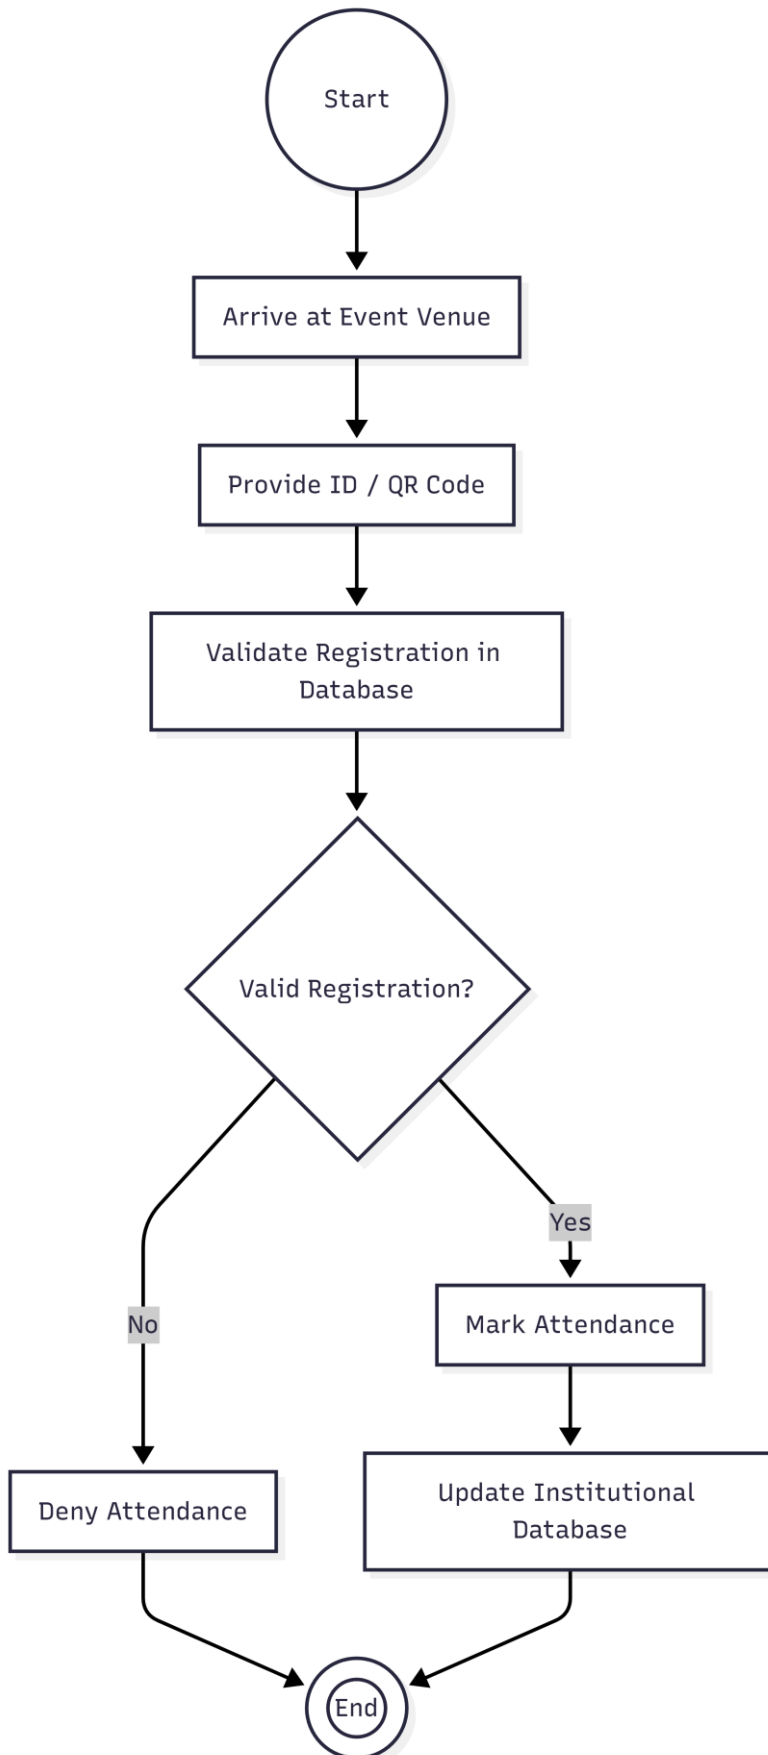 Start
Arrive at Event Venue
Provide ID / QR Code
Validate Registration in
Database
Valid Registration?
Yes
No
Mark Attendance
Deny Attendance
Update Institutional
Database
End